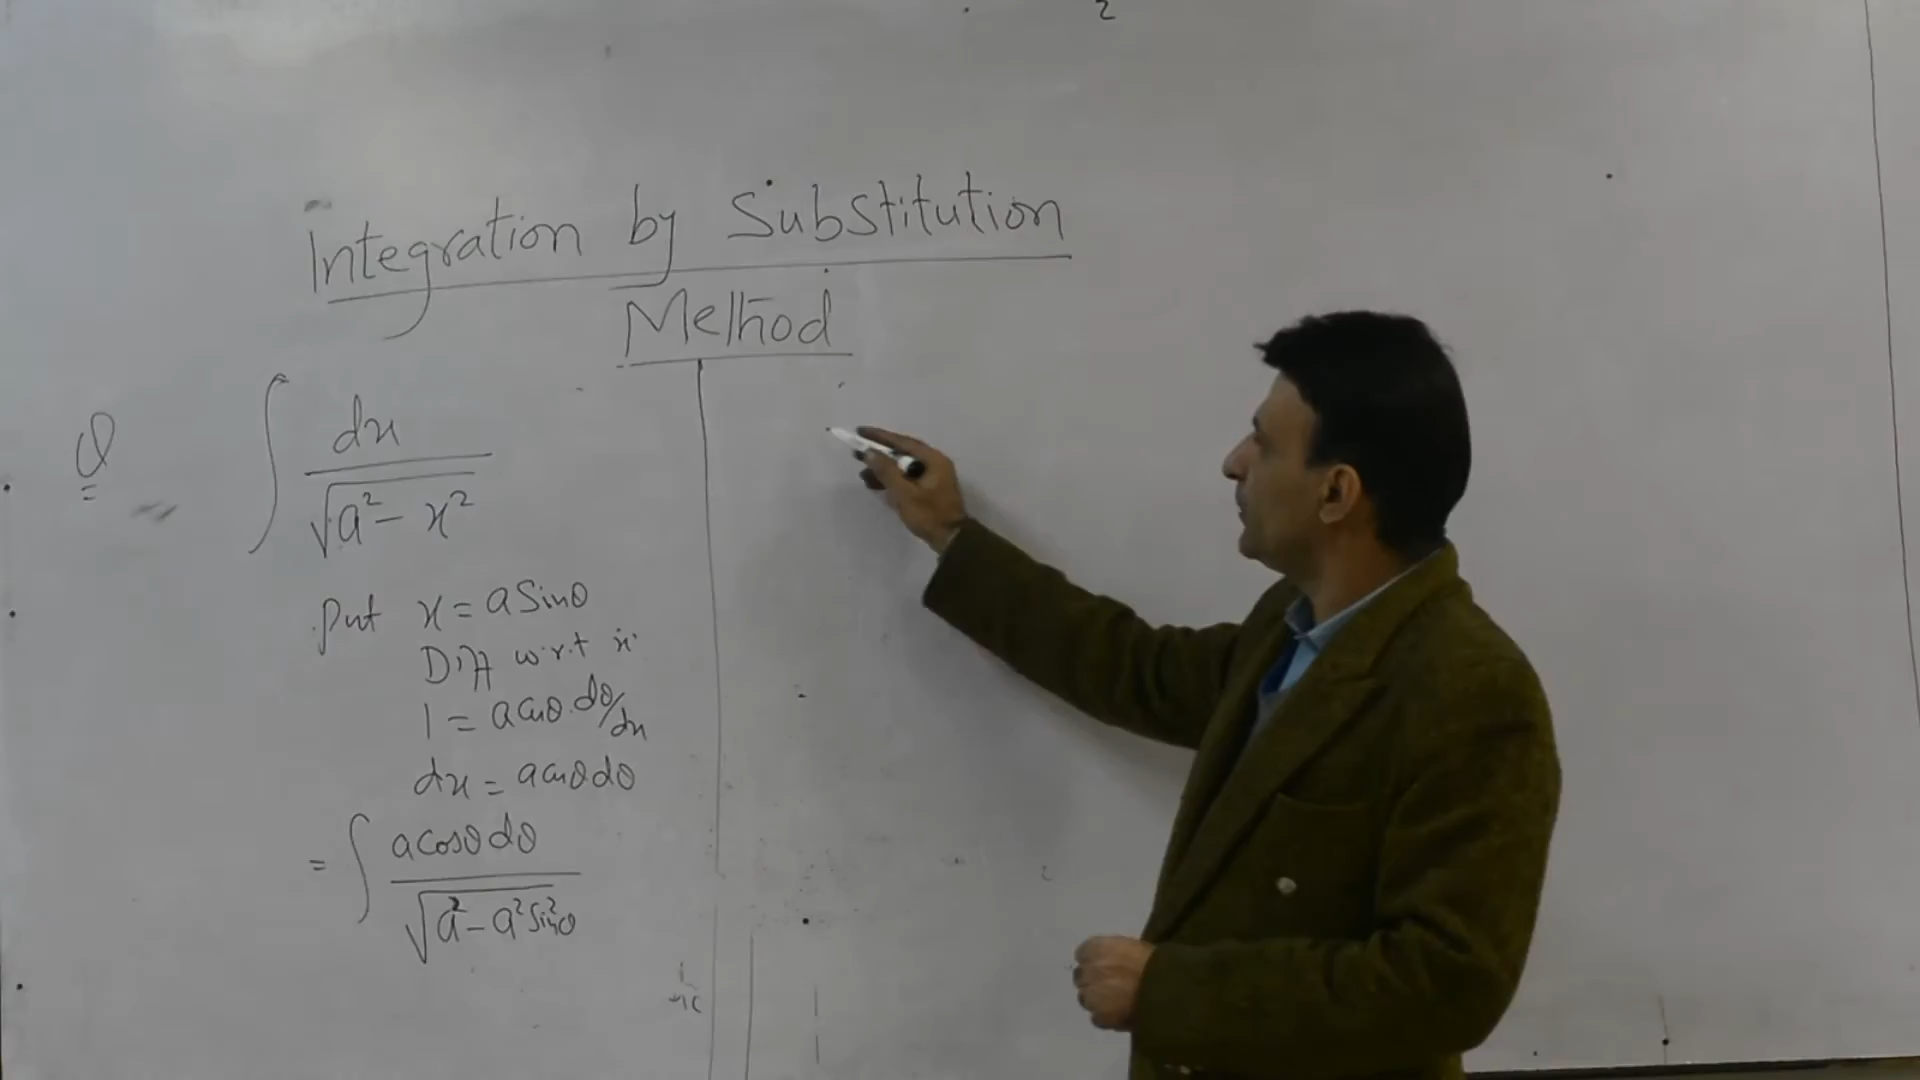 Integration by Substitution
Method
Q ∫ dx / √a² - x²
Put x = a Sinθ
Diff w.r.t x
1 = a cosθ. dθ/dx
dx = a cosθ dθ
= ∫ a cosθ dθ / √a² - a² Sin²θ